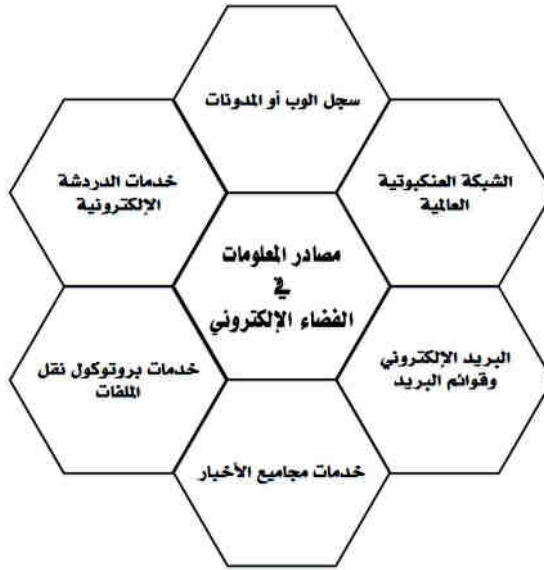 سجل الوب أو المدونات
الشبكة العنكبوتية
العالمية
خدمات الدردشة
الإلكترونية
مصادر المعلومات
في
الفضاء الإلكتروني
البريد الإلكتروني
وقوائم البريد
خدمات بروتوكول نقل
الملفات
خدمات مجاميع الأخبار